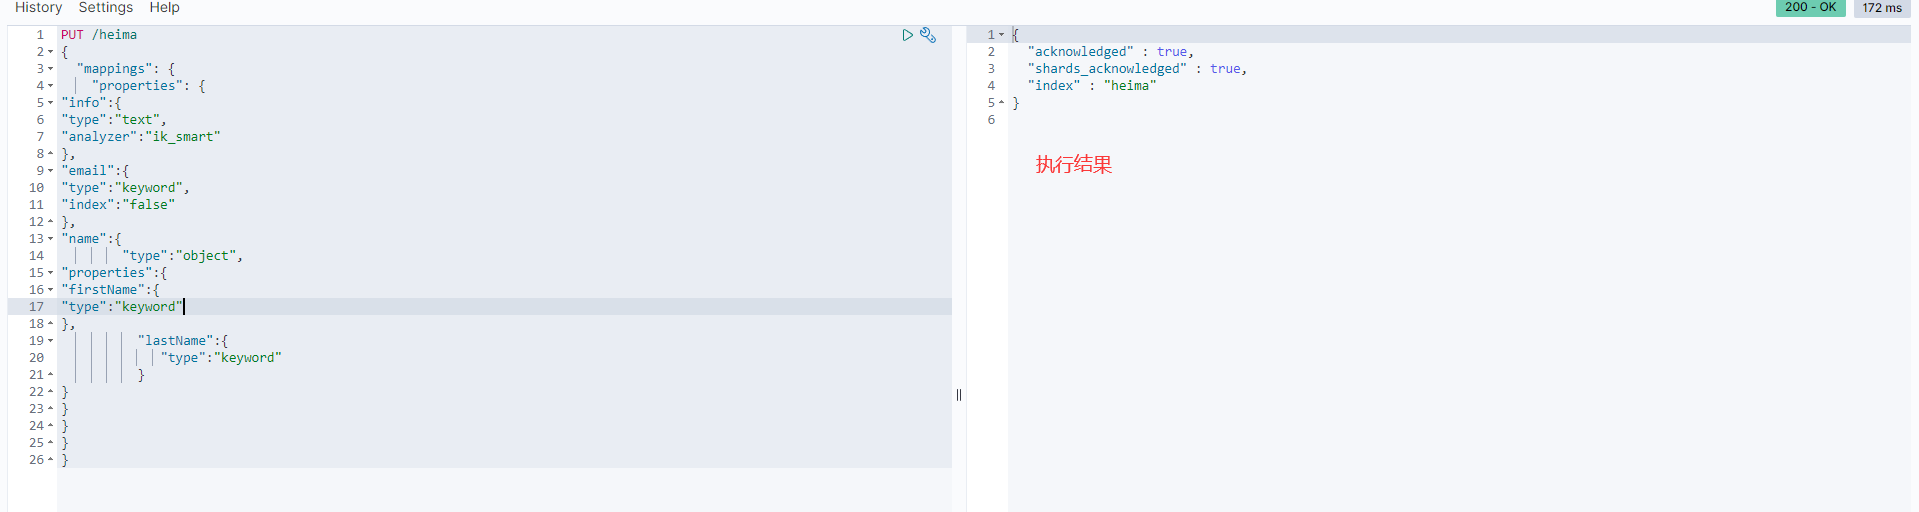 History Settings Help
200 - OK 172 ms
1 PUT /heima
2 {
3 "mappings": {
4 "properties": {
5 "info":{
6 "type":"text",
7 "analyzer":"ik_smart"
8 },
9 "email":{
10 "type":"keyword",
11 "index":"false"
12 },
13 "name":{
14 "type":"object",
15 "properties":{
16 "firstName":{
17 "type":"keyword"
18 },
19 "lastName":{
20 "type":"keyword"
21 }
22 }
23 }
24 }
25 }
26 }
1 {
2 "acknowledged" : true,
3 "shards_acknowledged" : true,
4 "index" : "heima"
5 }
6
执行结果